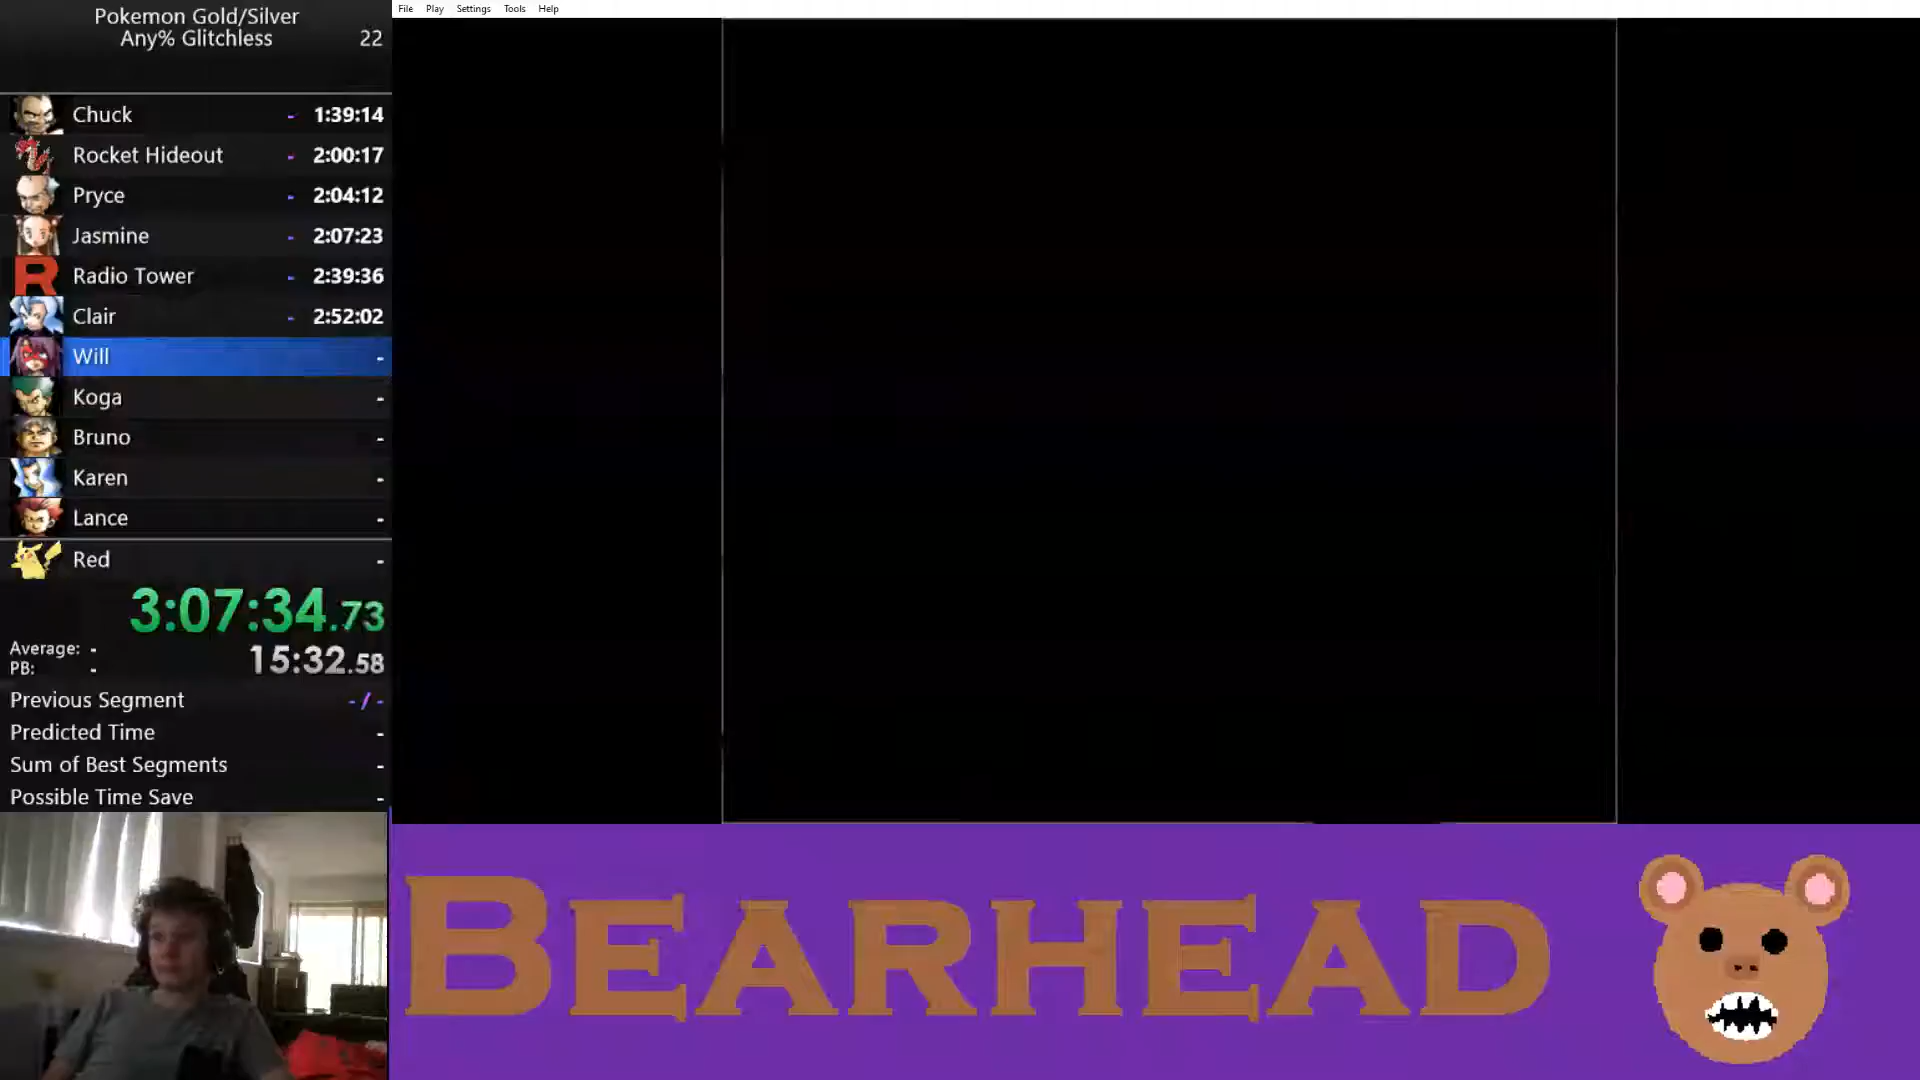 Pokemon Gold/Silver
Any% Glitchless 22
File Play Settings Tools Help
Chuck - 1:39:14
Rocket Hideout - 2:00:17
Pryce - 2:04:12
Jasmine - 2:07:23
R Radio Tower - 2:39:36
Clair - 2:52:02
Will -
Koga -
Bruno -
Karen -
Lance -
Red -
3:07:34.73
Average: -
PB: - 15:32.58
Previous Segment - / -
Predicted Time -
Sum of Best Segments -
Possible Time Save -
BEARHEAD